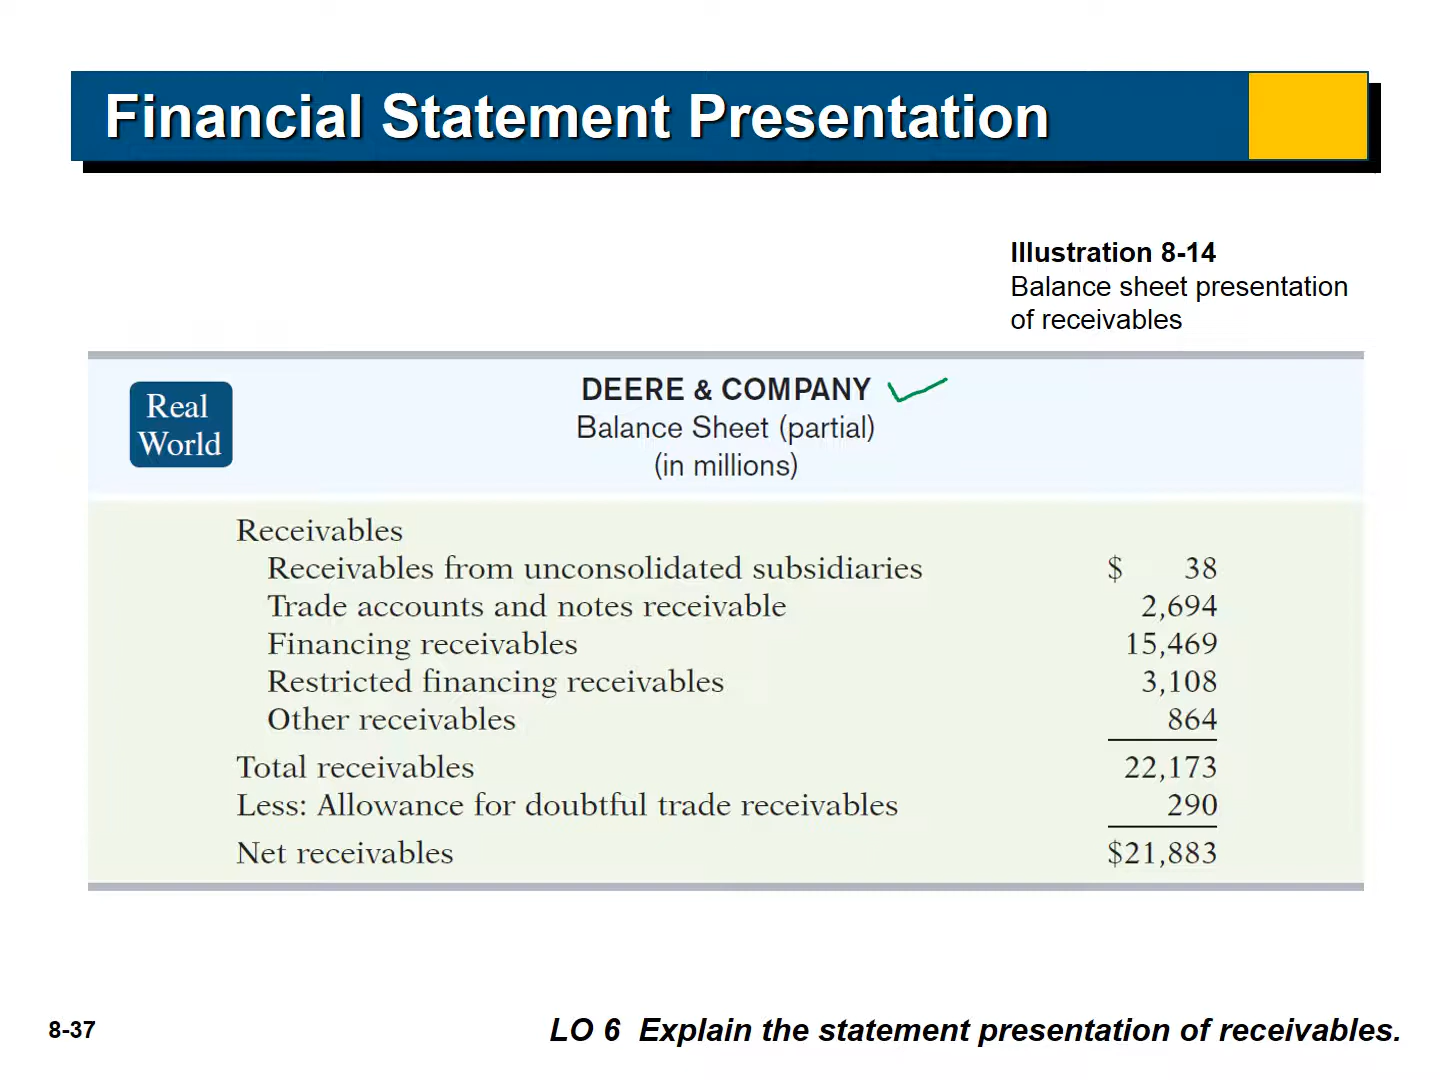 Financial Statement Presentation
Illustration 8-14
Balance sheet presentation
of receivables
Real
World
DEERE & COMPANY
Balance Sheet (partial)
(in millions)
Receivables
Receivables from unconsolidated subsidiaries $ 38
Trade accounts and notes receivable 2,694
Financing receivables 15,469
Restricted financing receivables 3,108
Other receivables 864
Total receivables 22,173
Less: Allowance for doubtful trade receivables 290
Net receivables $21,883
8-37
LO 6 Explain the statement presentation of receivables.